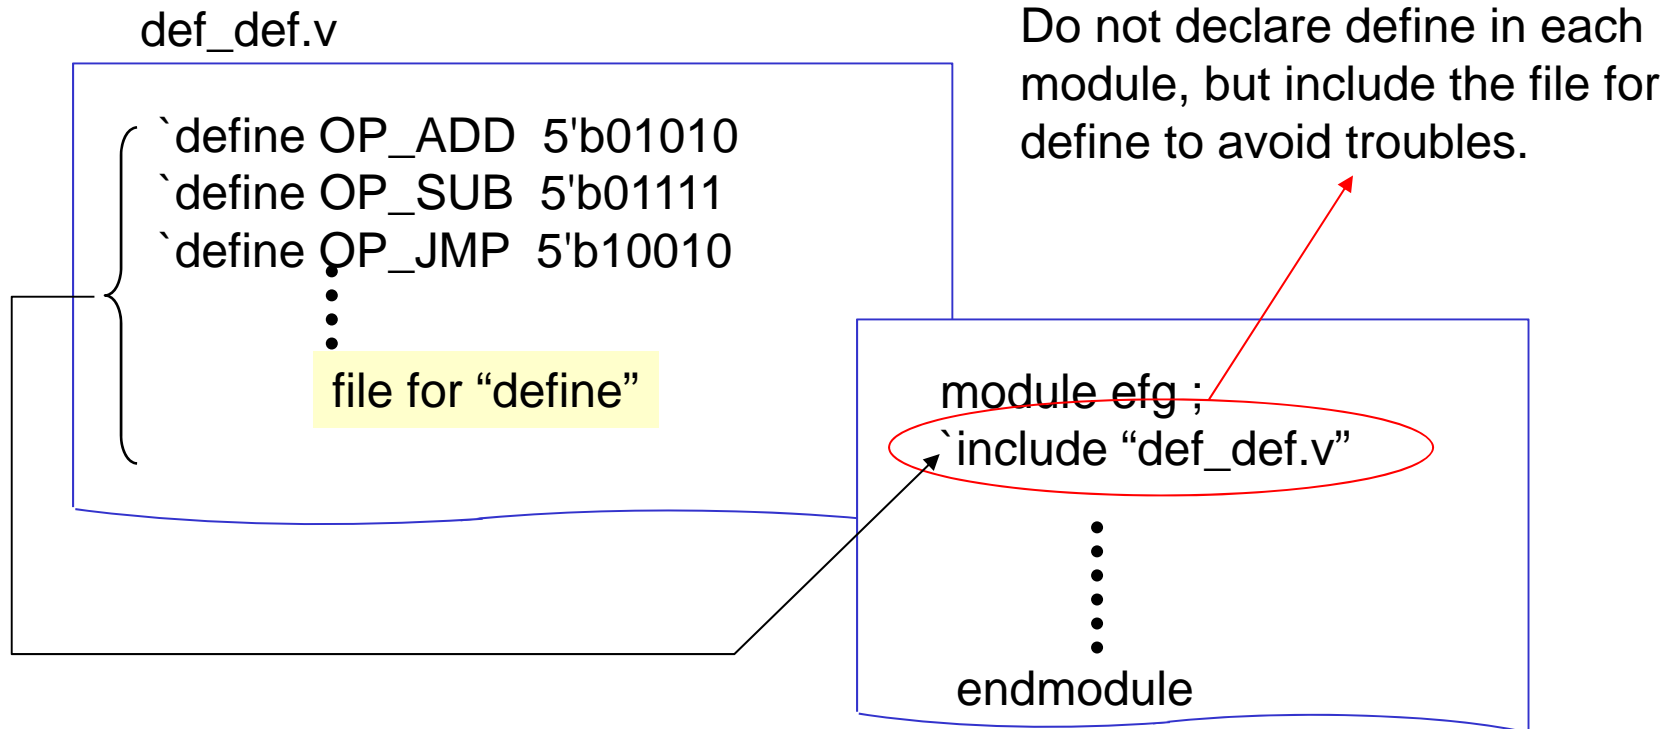 def_def.v
`define OP_ADD 5'b01010
`define OP_SUB 5'b01111
`define OP_JMP 5'b10010
file for “define”
Do not declare define in each
module, but include the file for
define to avoid troubles.
module efg ;
`include “def_def.v”
endmodule